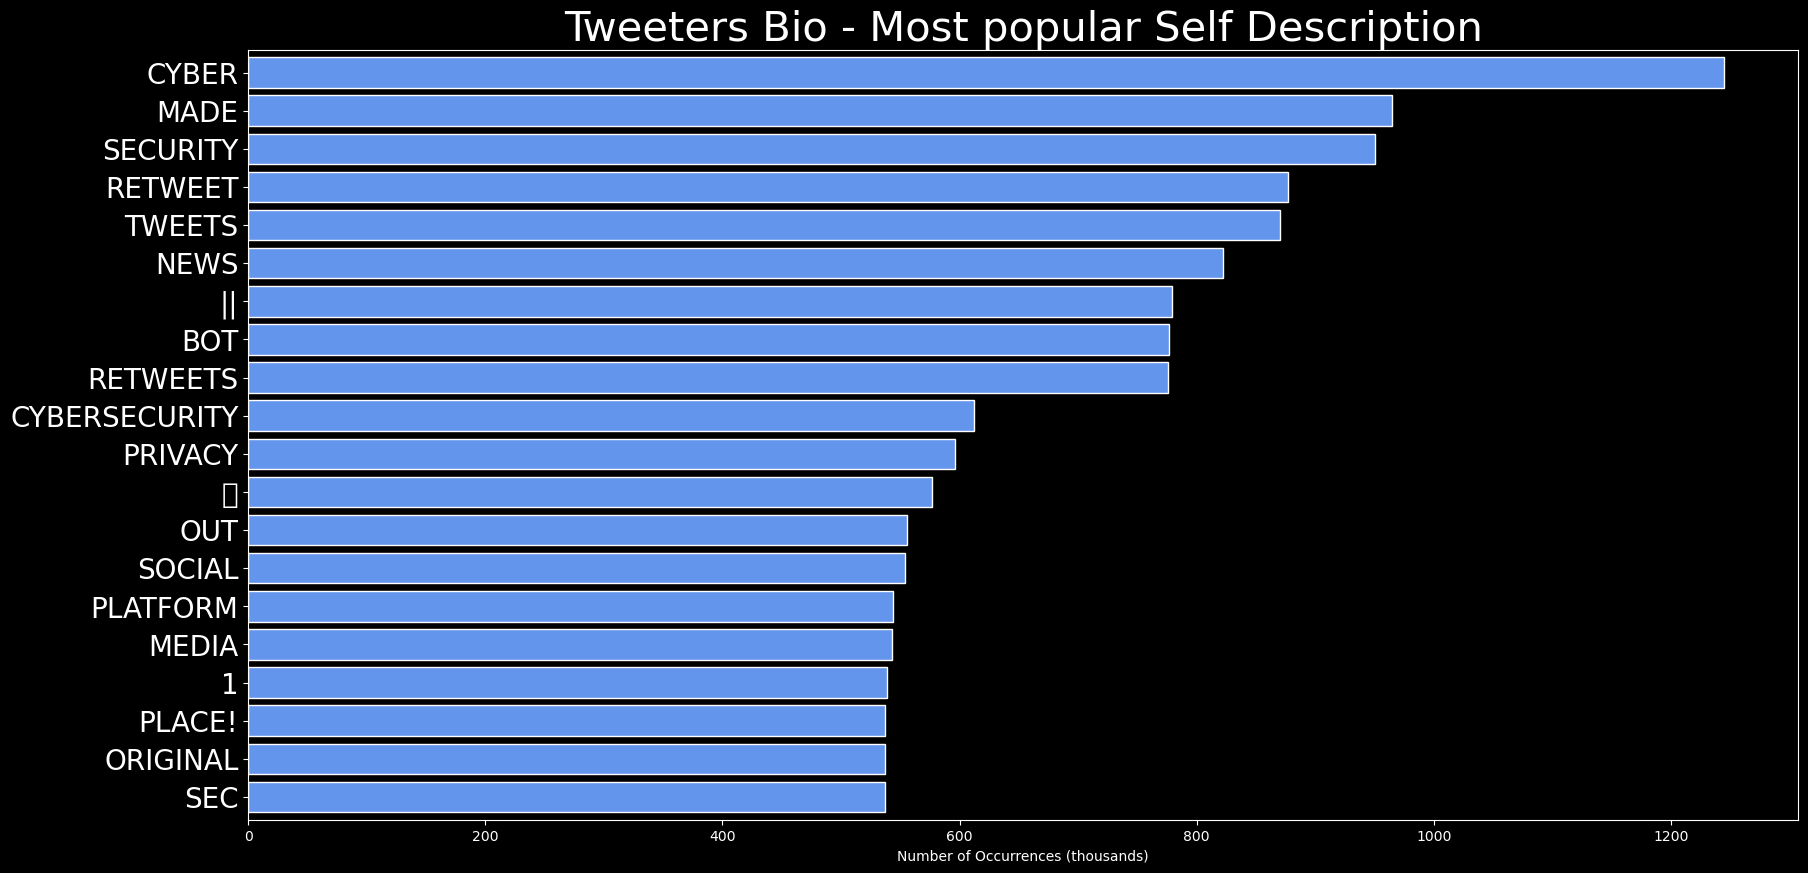 Tweeters Bio - Most popular Self Description
CYBER
MADE
SECURITY
RETWEET
TWEETS
NEWS
||
BOT
RETWEETS
CYBERSECURITY
PRIVACY
OUT
SOCIAL
PLATFORM
MEDIA
1
PLACE!
ORIGINAL
SEC
0 200 400 600 800 1000 1200
Number of Occurrences (thousands)